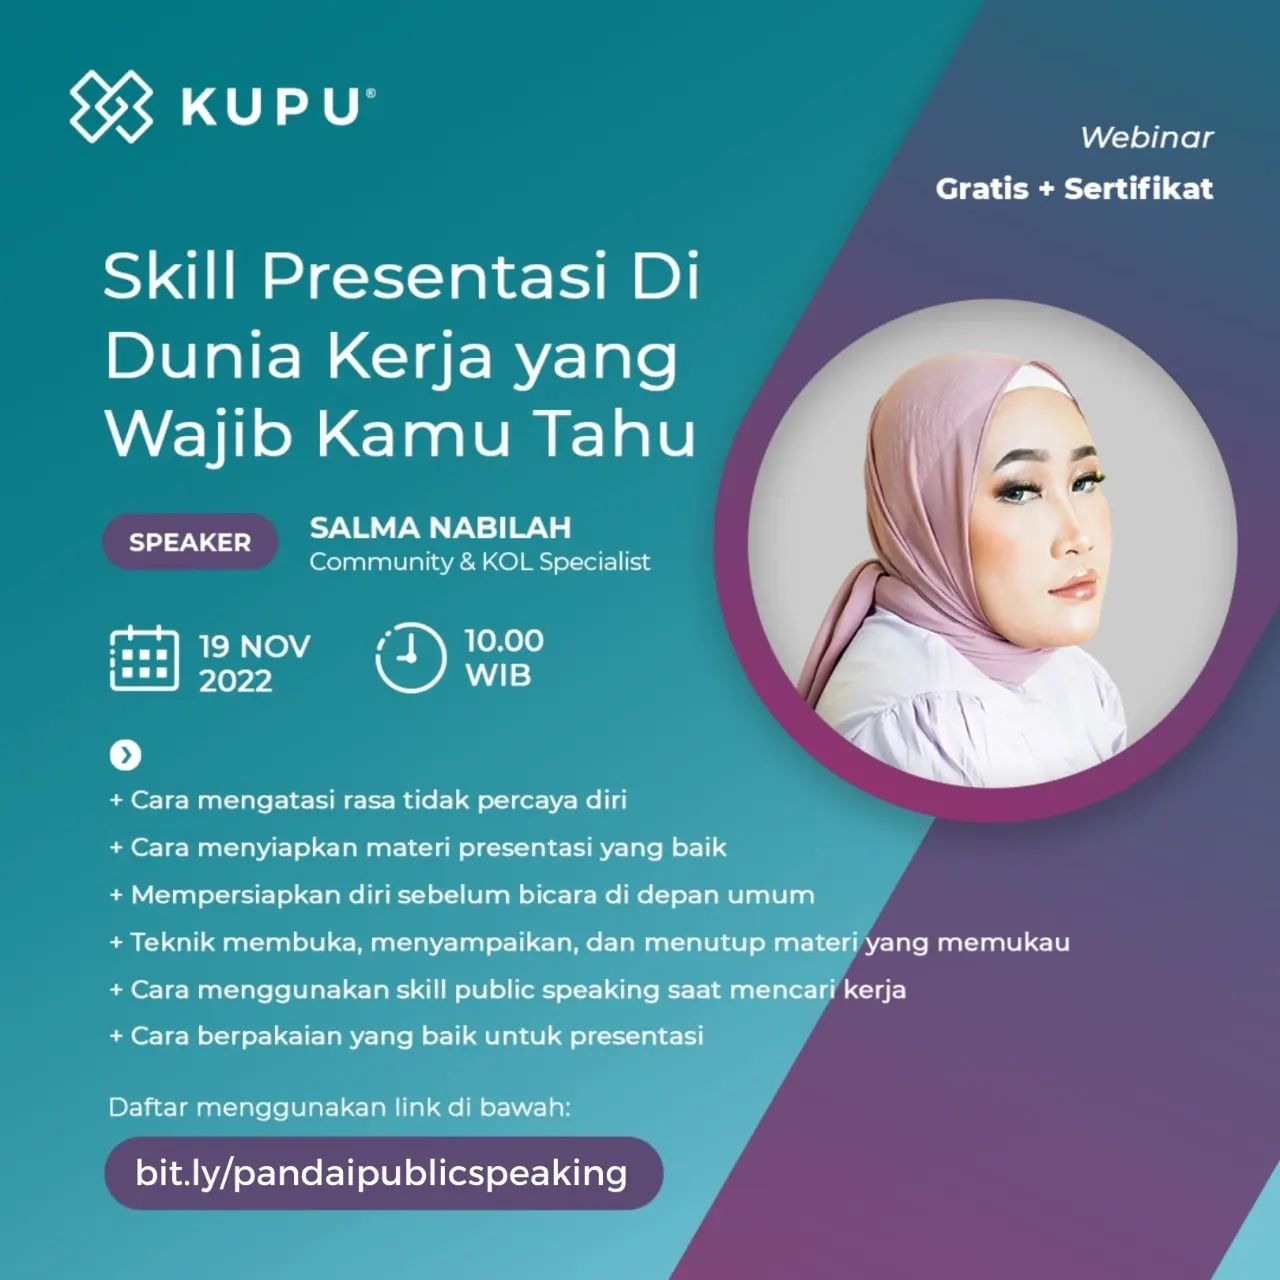 KUPU®
Webinar
Gratis + Sertifikat
Skill Presentasi Di
Dunia Kerja yang
Wajib Kamu Tahu
SPEAKER
SALMA NABILAH
Community & KOL Specialist
19 NOV
2022
10.00
WIB
+ Cara mengatasi rasa tidak percaya diri
+ Cara menyiapkan materi presentasi yang baik
+ Mempersiapkan diri sebelum bicara di depan umum
+ Teknik membuka, menyampaikan, dan menutup materi yang memukau
+ Cara menggunakan skill public speaking saat mencari kerja
+ Cara berpakaian yang baik untuk presentasi
Daftar menggunakan link di bawah:
bit.ly/pandaipublicspeaking